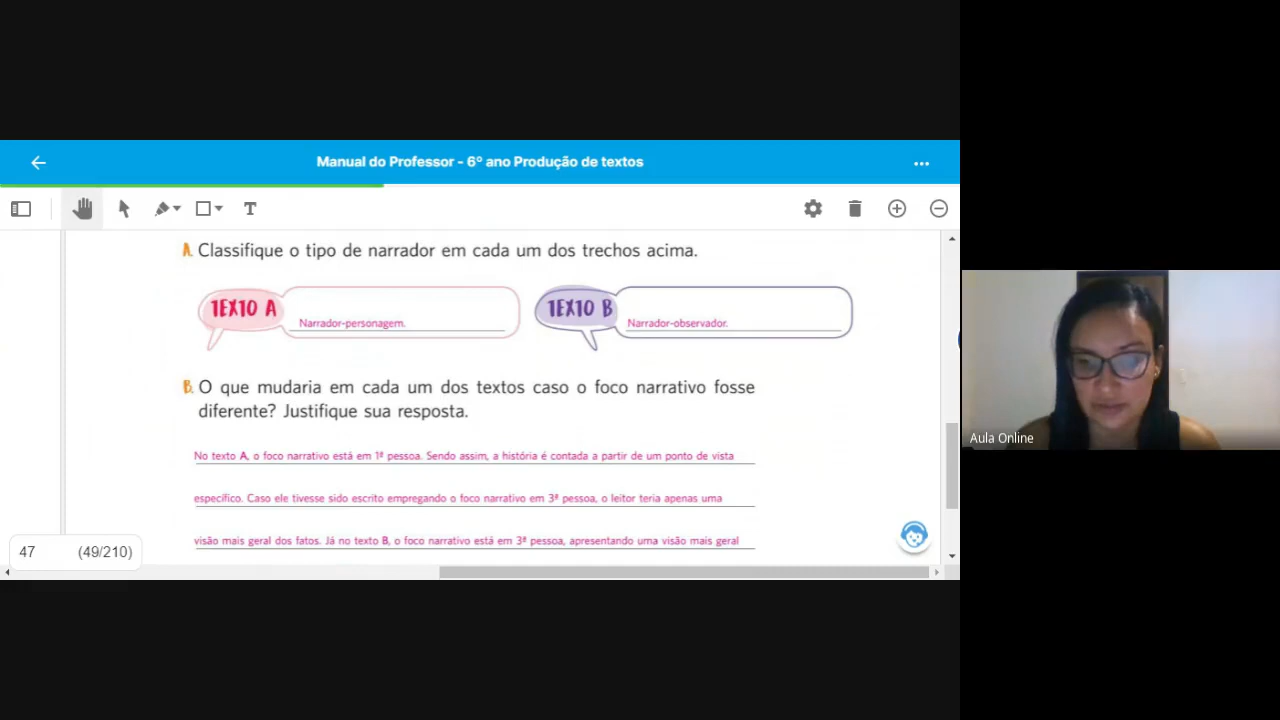 Manual do Professor - 6º ano Produção de textos
T
A. Classifique o tipo de narrador em cada um dos trechos acima.
TEXTO A
Narrador-personagem.
TEXTO B
Narrador-observador.
B. O que mudaria em cada um dos textos caso o foco narrativo fosse
diferente? Justifique sua resposta.
No texto A, o foco narrativo está em 1ª pessoa. Sendo assim, a história é contada a partir de um ponto de vista
específico. Caso ele tivesse sido escrito empregando o foco narrativo em 3ª pessoa, o leitor teria apenas uma
visão mais geral dos fatos. Já no texto B, o foco narrativo está em 3ª pessoa, apresentando uma visão mais geral
47 (49/210)
Aula Online